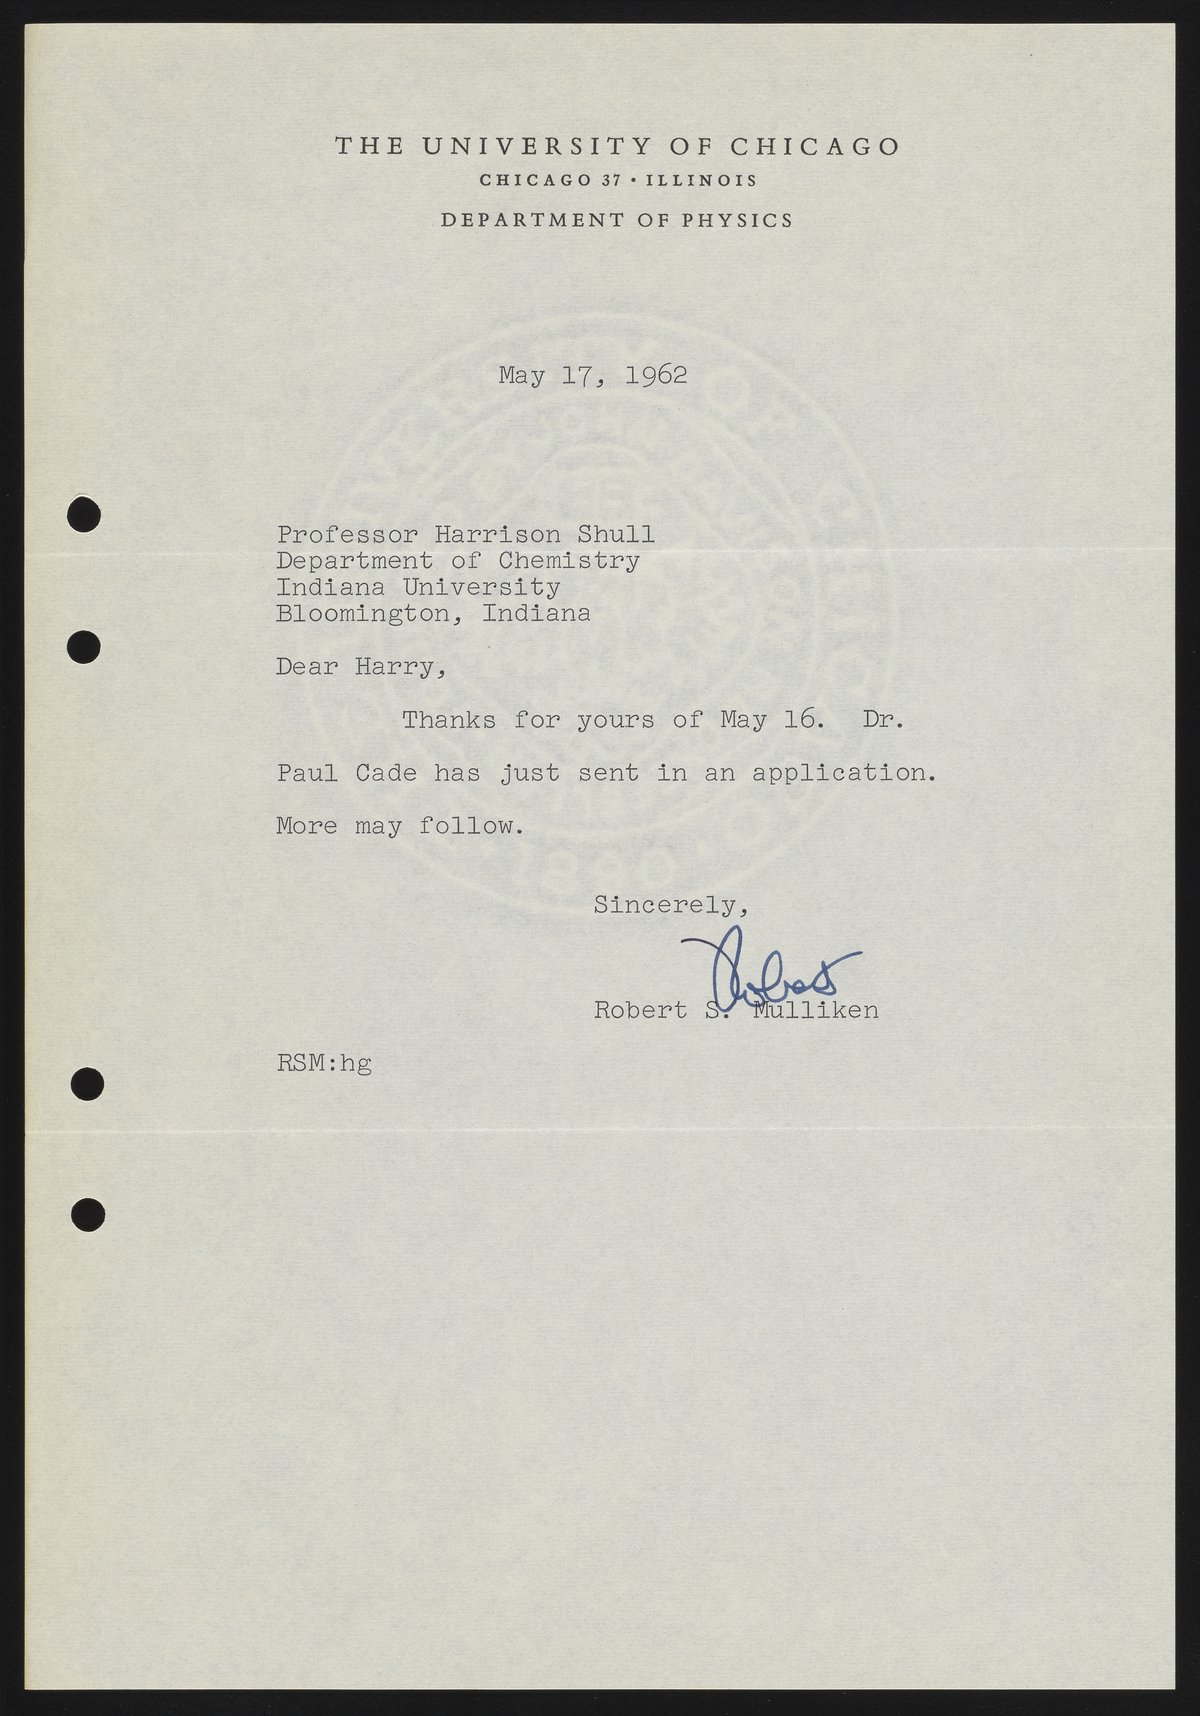 THE UNIVERSITY OF CHICAGO
CHICAGO 37 • ILLINOIS
DEPARTMENT OF PHYSICS
May 17, 1962
Professor Harrison Shull
Department of Chemistry
Indiana University
Bloomington, Indiana
Dear Harry,
Thanks for yours of May 16. Dr.
Paul Cade has just sent in an application.
More may follow.
Sincerely,
Robert
Robert S. Mulliken
RSM:hg